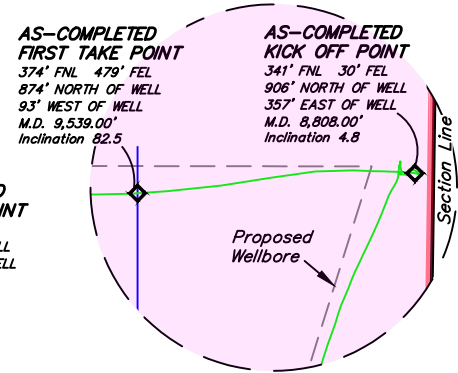 AS-COMPLETED
FIRST TAKE POINT
374' FNL 479' FEL
874' NORTH OF WELL
93' WEST OF WELL
M.D. 9,539.00'
Inclination 82.5
AS-COMPLETED
KICK OFF POINT
341' FNL 30' FEL
906' NORTH OF WELL
357' EAST OF WELL
M.D. 8,808.00'
Inclination 4.8
Section Line
Proposed
Wellbore